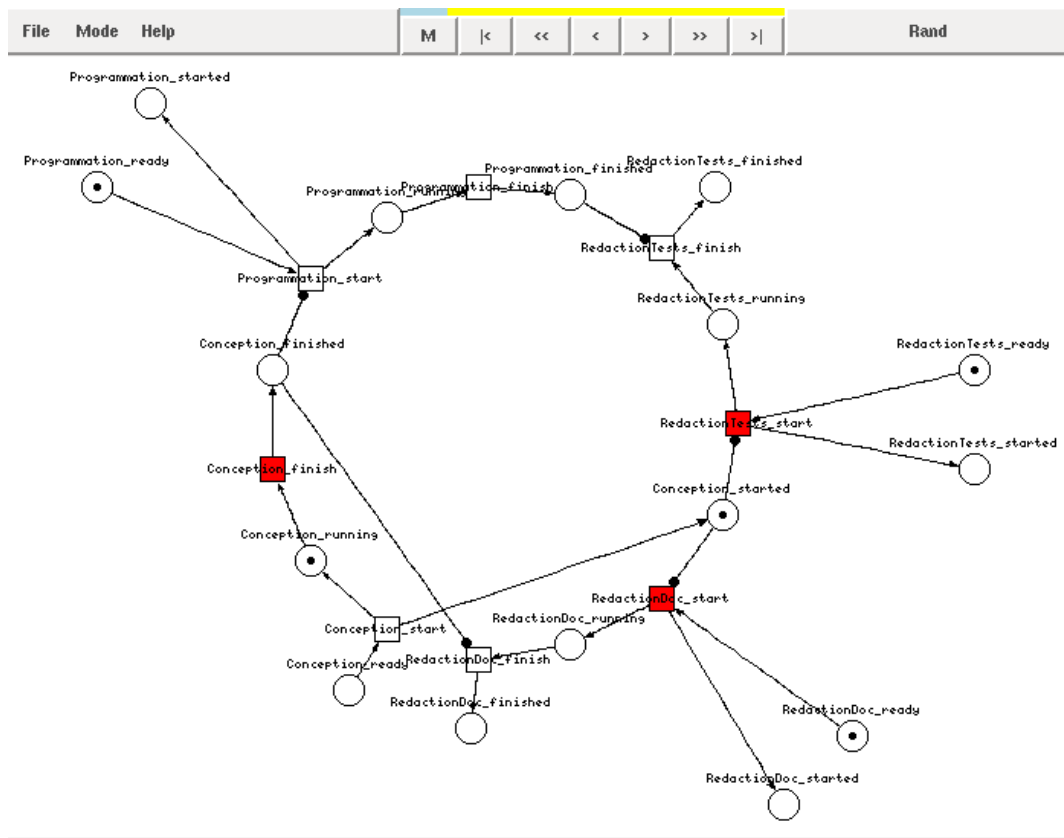 File Mode Help M |< << < > >> >| Rand
Programmation_started
Programmation_ready
Programmation_finished
RedactionTests_finished
Programmation_running
Programmation_finish
RedactionTests_finish
Programmation_start
RedactionTests_running
Conception_finished
RedactionTests_ready
RedactionTests_start
RedactionTests_started
Conception_finish
Conception_started
Conception_running
RedactionDoc_start
RedactionDoc_running
Conception_start
Conception_ready
RedactionDoc_finish
RedactionDoc_finished
RedactionDoc_ready
RedactionDoc_started